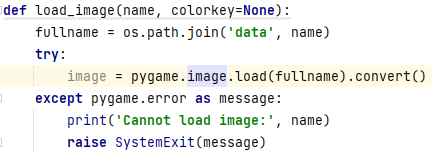 def load_image(name, colorkey=None):
    fullname = os.path.join('data', name)
    try:
        image = pygame.image.load(fullname).convert()
    except pygame.error as message:
        print('Cannot load image:', name)
        raise SystemExit(message)